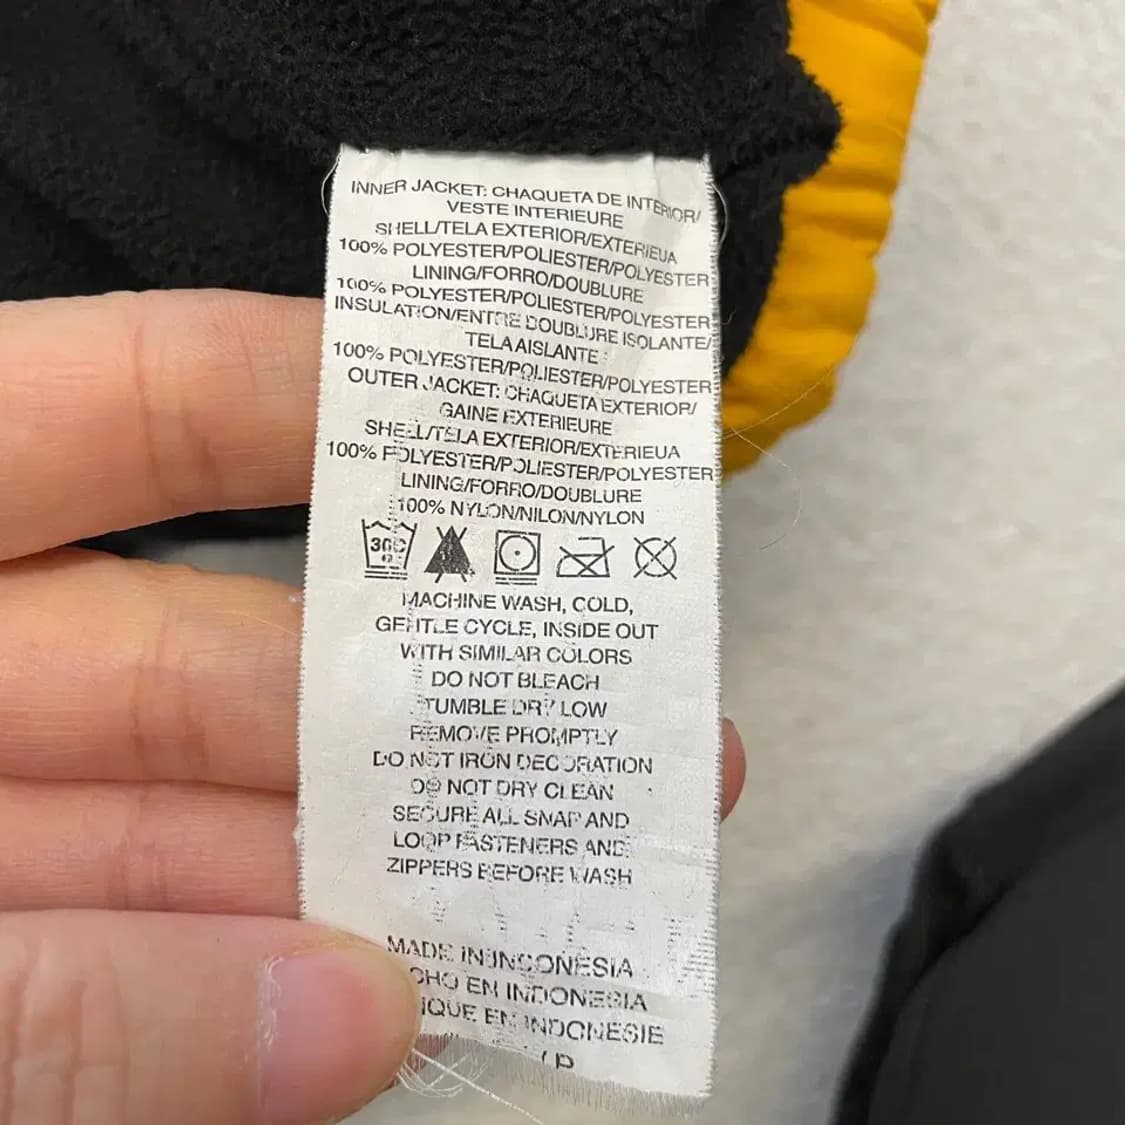 INNER JACKET: CHAQUETA DE INTERIOR/
VESTE INTERIEURE
SHELL/TELA EXTERIOR/EXTERIEUA
100% POLYESTER/POLIESTER/POLYESTER
LINING/FORRO/DOUBLURE
100% POLYESTER/POLIESTER/POLYESTER
INSULATION/ENTRE DOUBLURE ISOLANTE/
TELA AISLANTE :
100% POLYESTER/POLIESTER/POLYESTER
OUTER JACKET: CHAQUETA EXTERIOR/
GAINE EXTERIEURE
SHELL/TELA EXTERIOR/EXTERIEUA
100% POLYESTER/POLIESTER/POLYESTER
LINING/FORRO/DOUBLURE
100% NYLON/NILON/NYLON
MACHINE WASH, COLD,
GENTLE CYCLE, INSIDE OUT
WITH SIMILAR COLORS
DO NOT BLEACH
TUMBLE DRY LOW
REMOVE PROMPTLY
DO NOT IRON DECORATION
DO NOT DRY CLEAN
SECURE ALL SNAP AND
LOOP FASTENERS AND
ZIPPERS BEFORE WASH
MADE IN INDONESIA
CHO EN INDONESIA
IQUE EN INDONESIE